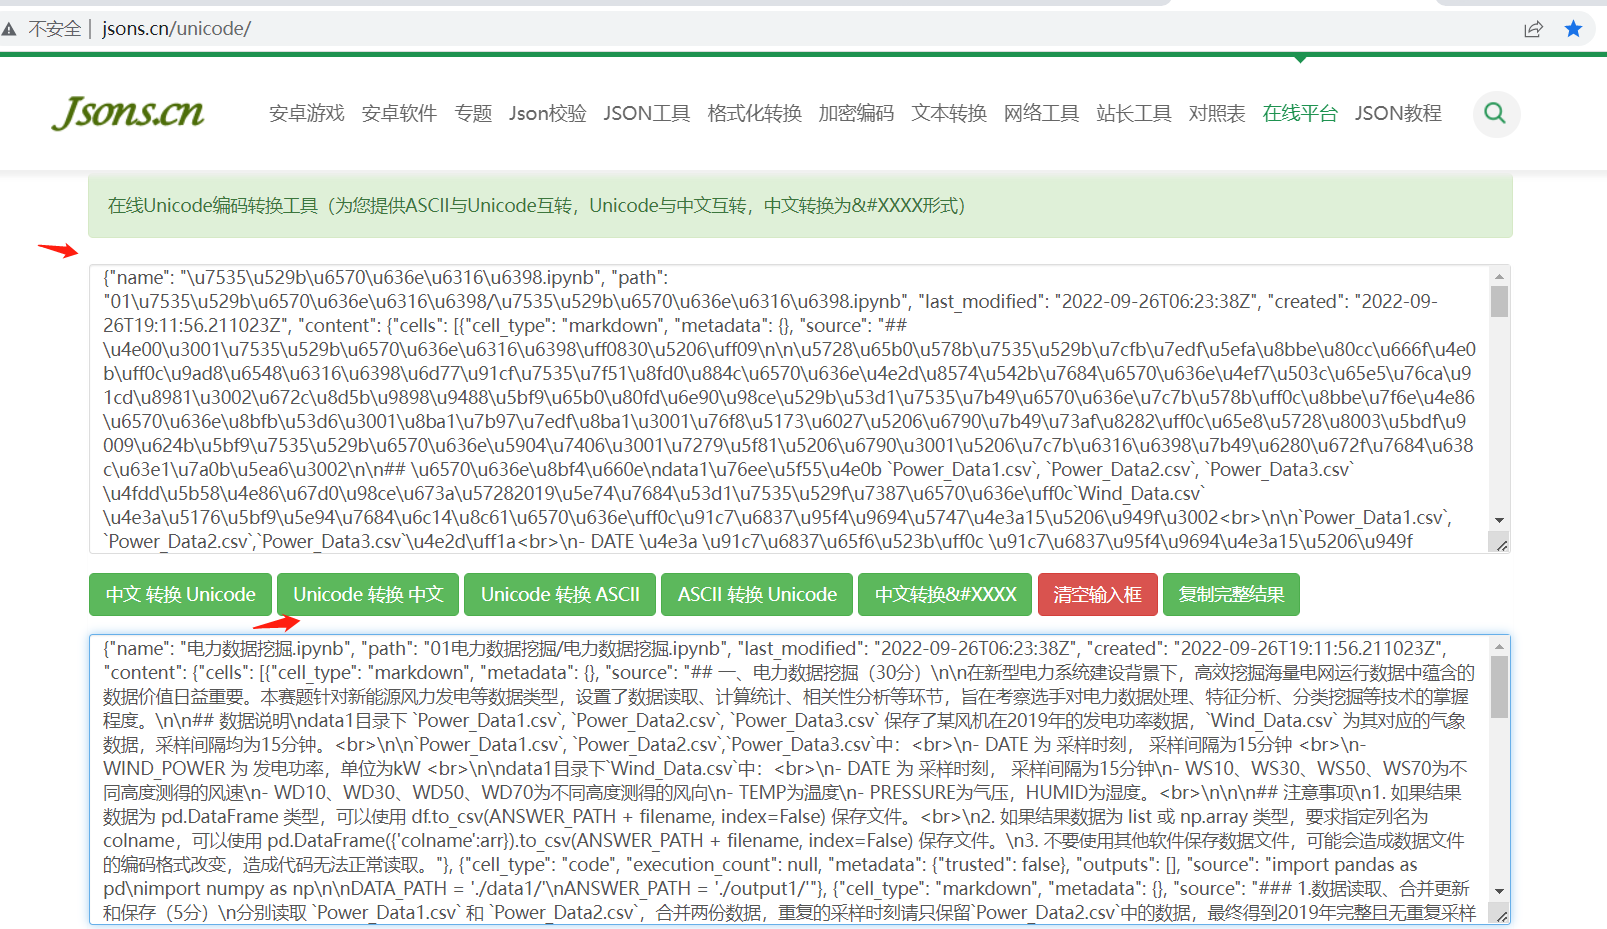 不安全 | jsons.cn/unicode/
Jsons.cn 安卓游戏 安卓软件 专题 Json校验 JSON工具 格式化转换 加密编码 文本转换 网络工具 站长工具 对照表 在线平台 JSON教程
在线Unicode编码转换工具（为您提供ASCII与Unicode互转，Unicode与中文互转，中文转换为&#XXXX形式）
{"name": "\u7535\u529b\u6570\u636e\u6316\u6398.ipynb", "path":
"01\u7535\u529b\u6570\u636e\u6316\u6398/\u7535\u529b\u6570\u636e\u6316\u6398.ipynb", "last_modified": "2022-09-26T06:23:38Z", "created": "2022-09-
26T19:11:56.211023Z", "content": {"cells": [{"cell_type": "markdown", "metadata": {}, "source": "##
\u4e00\u3001\u7535\u529b\u6570\u636e\u6316\u6398\uff0830\u5206\uff09\n\n\u5728\u65b0\u578b\u7535\u529b\u7cfb\u7edf\u5efa\u8bbe\u80cc\u666f\u4e0
b\uff0c\u9ad8\u6548\u6316\u6398\u6d77\u91cf\u7535\u7f51\u8fd0\u884c\u6570\u636e\u4e2d\u8574\u542b\u7684\u6570\u636e\u4ef7\u503c\u65e5\u76ca\u9
1cd\u8981\u3002\u672c\u8d5b\u9898\u9488\u5bf9\u65b0\u80fd\u6e90\u98ce\u529b\u53d1\u7535\u7b49\u6570\u636e\u7c7b\u578b\uff0c\u8bbe\u7f6e\u4e86
\u6570\u636e\u8bfb\u53d6\u3001\u8ba1\u7b97\u7edf\u8ba1\u3001\u76f8\u5173\u6027\u5206\u6790\u7b49\u73af\u8282\uff0c\u65e8\u5728\u8003\u5bdf\u9
009\u624b\u5bf9\u7535\u529b\u6570\u636e\u5904\u7406\u3001\u7279\u5f81\u5206\u6790\u3001\u5206\u7c7b\u6316\u6398\u7b49\u6280\u672f\u7684\u638
c\u63e1\u7a0b\u5ea6\u3002\n\n## \u6570\u636e\u8bf4\u660e\ndata1\u76ee\u5f55\u4e0b `Power_Data1.csv`, `Power_Data2.csv`, `Power_Data3.csv`
\u4fdd\u5b58\u4e86\u67d0\u98ce\u673a\u57282019\u5e74\u7684\u53d1\u7535\u529f\u7387\u6570\u636e\uff0c`Wind_Data.csv`
\u4e3a\u5176\u5bf9\u5e94\u7684\u6c14\u8c61\u6570\u636e\uff0c\u91c7\u6837\u95f4\u9694\u5747\u4e3a15\u5206\u949f\u3002<br>\n\n`Power_Data1.csv`,
`Power_Data2.csv`,`Power_Data3.csv`\u4e2d\uff1a<br>\n- DATE \u4e3a \u91c7\u6837\u65f6\u523b\uff0c \u91c7\u6837\u95f4\u9694\u4e3a15\u5206\u949f
中文 转换 Unicode Unicode 转换 中文 Unicode 转换 ASCII ASCII 转换 Unicode 中文转换&#XXXX 清空输入框 复制完整结果
{"name": "电力数据挖掘.ipynb", "path": "01电力数据挖掘/电力数据挖掘.ipynb", "last_modified": "2022-09-26T06:23:38Z", "created": "2022-09-26T19:11:56.211023Z",
"content": {"cells": [{"cell_type": "markdown", "metadata": {}, "source": "## 一、电力数据挖掘（30分）\n\n在新型电力系统建设背景下，高效挖掘海量电网运行数据中蕴含的
数据价值日益重要。本赛题针对新能源风力发电等数据类型，设置了数据读取、计算统计、相关性分析等环节，旨在考察选手对电力数据处理、特征分析、分类挖掘等技术的掌握
程度。\n\n## 数据说明\ndata1目录下 `Power_Data1.csv`, `Power_Data2.csv`, `Power_Data3.csv` 保存了某风机在2019年的发电功率数据，`Wind_Data.csv` 为其对应的气象
数据，采样间隔均为15分钟。<br>\n\n`Power_Data1.csv`, `Power_Data2.csv`,`Power_Data3.csv`中：<br>\n- DATE 为 采样时刻， 采样间隔为15分钟 <br>\n-
WIND_POWER 为 发电功率，单位为kW <br>\n\ndata1目录下`Wind_Data.csv`中：<br>\n- DATE 为 采样时刻， 采样间隔为15分钟\n- WS10、WS30、WS50、WS70为不
同高度测得的风速\n- WD10、WD30、WD50、WD70为不同高度测得的风向\n- TEMP为温度\n- PRESSURE为气压，HUMID为湿度。<br>\n\n\n## 注意事项\n1. 如果结果
数据为 pd.DataFrame 类型，可以使用 df.to_csv(ANSWER_PATH + filename, index=False) 保存文件。<br>\n2. 如果结果数据为 list 或 np.array 类型，要求指定列名为
colname，可以使用 pd.DataFrame({'colname':arr}).to_csv(ANSWER_PATH + filename, index=False) 保存文件。\n3. 不要使用其他软件保存数据文件，可能会造成数据文件
的编码格式改变，造成代码无法正常读取。"}, {"cell_type": "code", "execution_count": null, "metadata": {"trusted": false}, "outputs": [], "source": "import pandas as
pd\nimport numpy as np\n\nDATA_PATH = './data1/'\nANSWER_PATH = './output1/'"}, {"cell_type": "markdown", "metadata": {}, "source": "### 1.数据读取、合并更新
和保存（5分）\n分别读取 `Power_Data1.csv` 和 `Power_Data2.csv`，合并两份数据，重复的采样时刻请只保留`Power_Data2.csv`中的数据，最终得到2019年完整且无重复采样